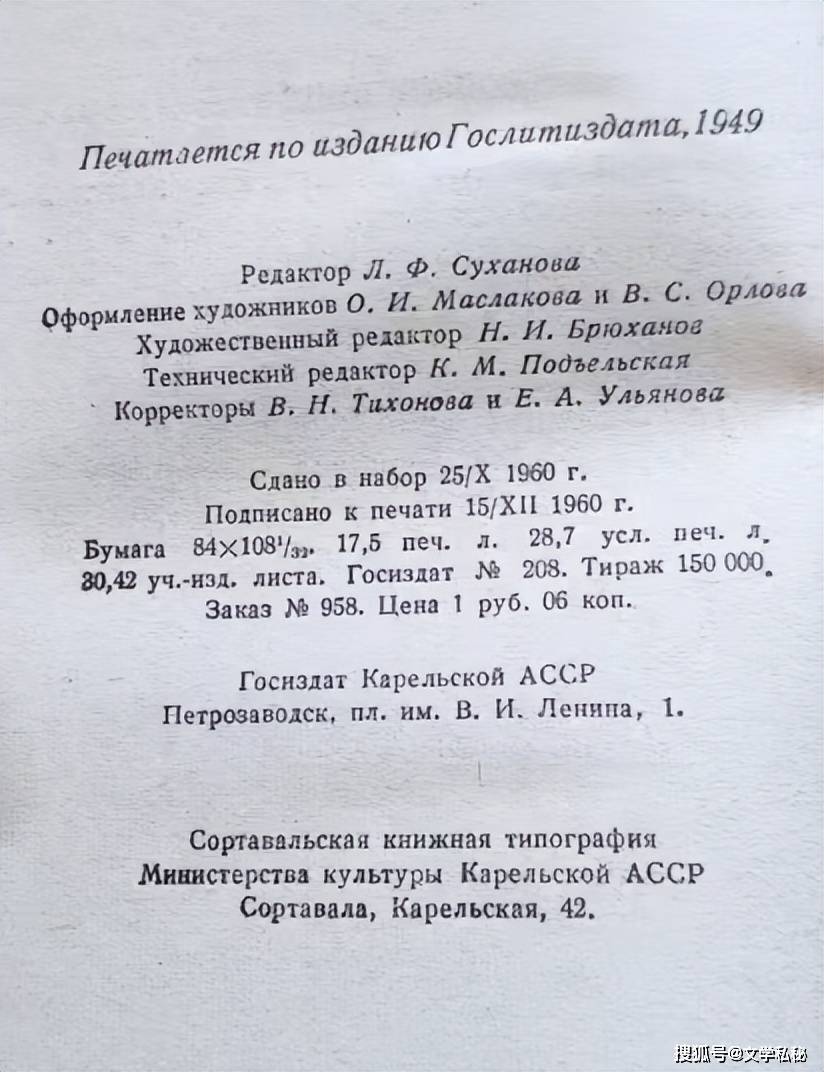 Печатается по изданию Гослитиздата, 1949
Редактор Л. Ф. Суханова
Оформление художников О. И. Маслакова и В. С. Орлова
Художественный редактор Н. И. Брюханов
Технический редактор К. М. Подъельская
Корректоры В. Н. Тихонова и Е. А. Ульянова
Сдано в набор 25/X 1960 г.
Подписано к печати 15/XII 1960 г.
Бумага 84×108¹/₃₂. 17,5 печ. л. 28,7 усл. печ. л.
30,42 уч.-изд. листа. Госиздат № 208. Тираж 150 000.
Заказ № 958. Цена 1 руб. 06 коп.
Госиздат Карельской АССР
Петрозаводск, пл. им. В. И. Ленина, 1.
Сортавальская книжная типография
Министерства культуры Карельской АССР
Сортавала, Карельская, 42.
搜狐号@文学私秘